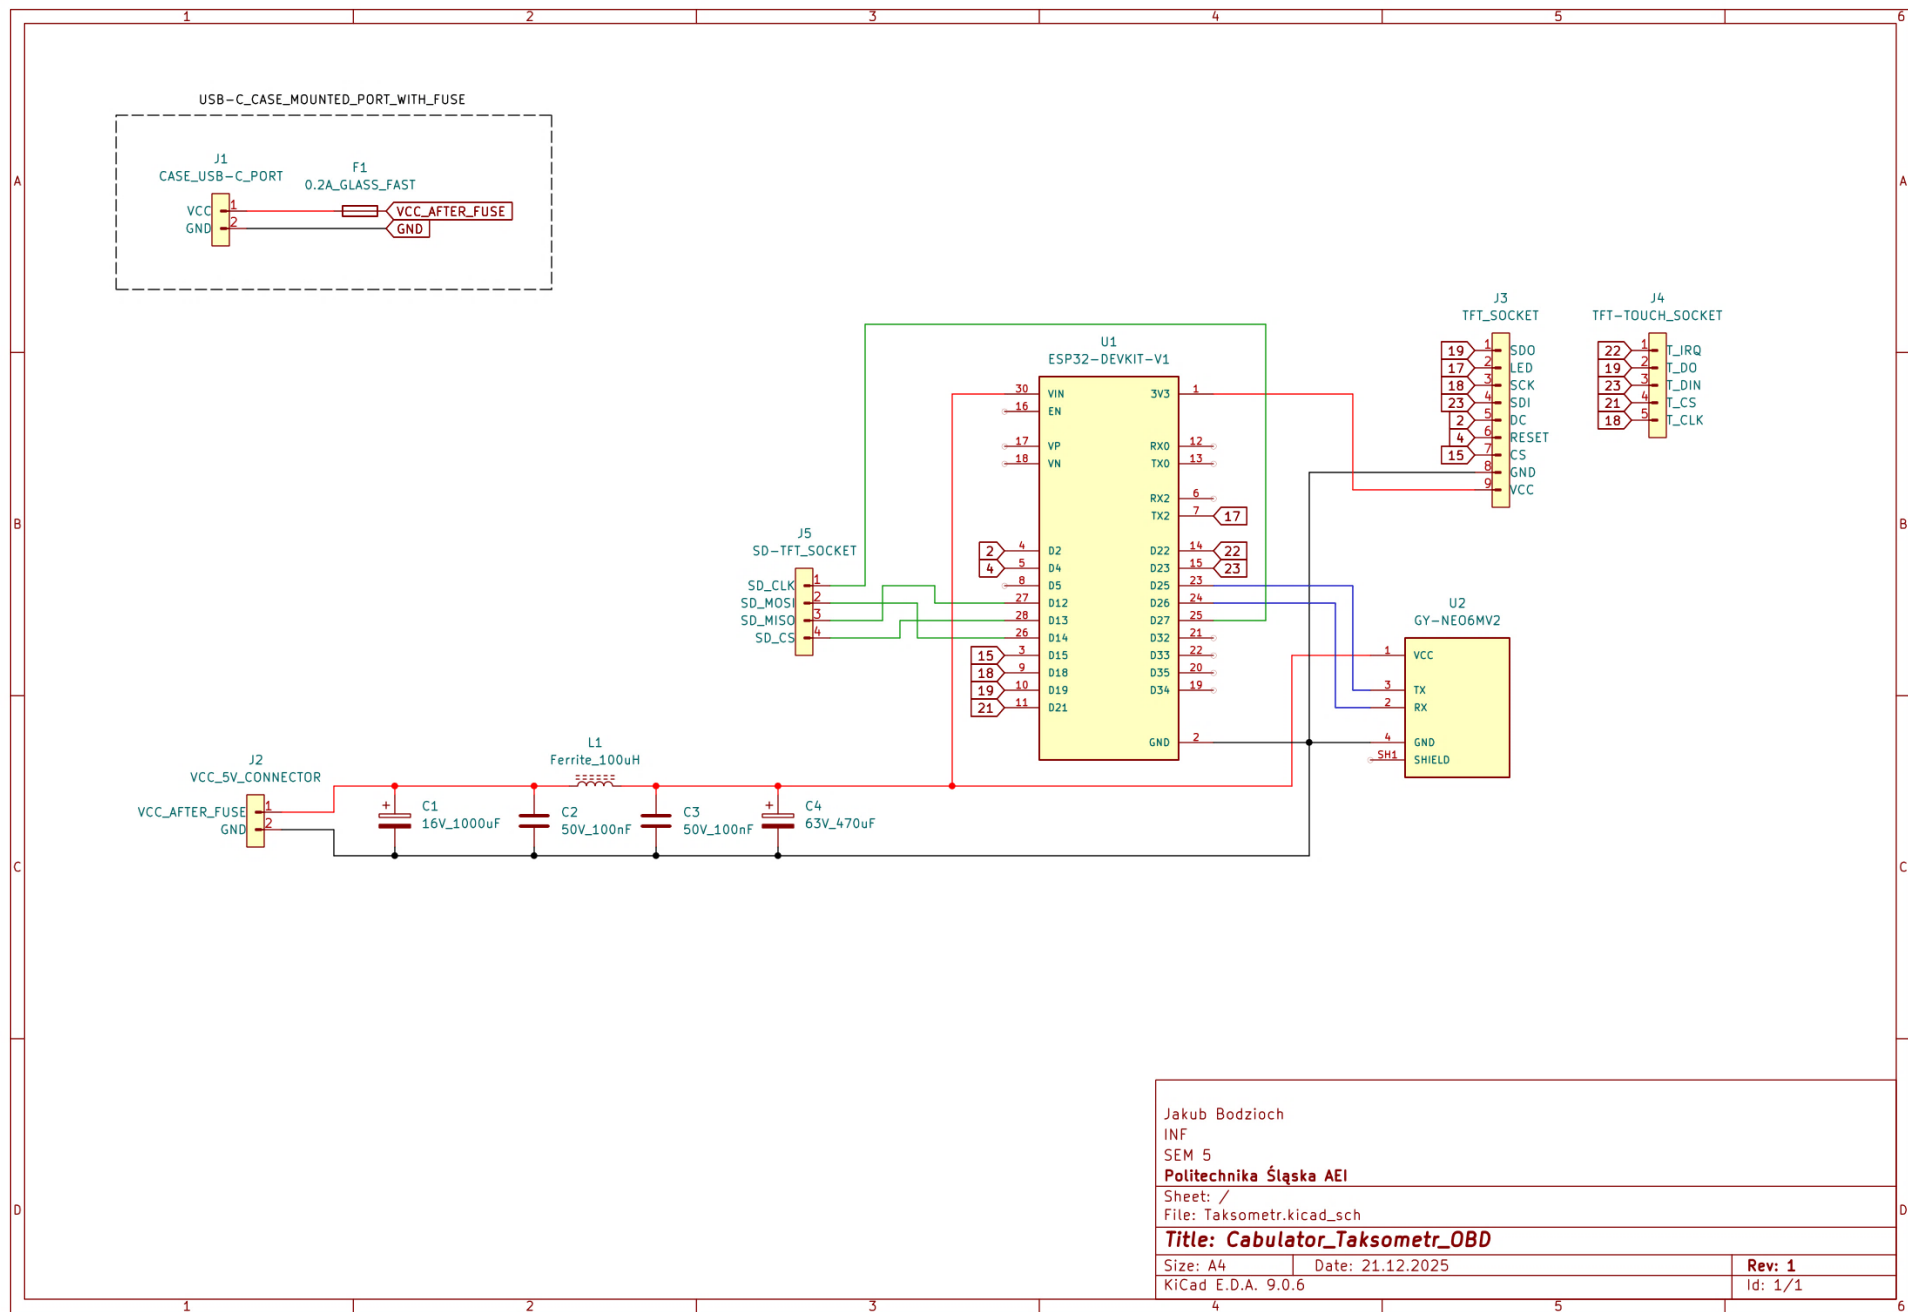 1 2 3 4 5 6
USB-C_CASE_MOUNTED_PORT_WITH_FUSE
J1
CASE_USB-C_PORT
F1
0.2A_GLASS_FAST
VCC 1 VCC_AFTER_FUSE
GND 2 GND
A A
J3
TFT_SOCKET
19 1 SDO
17 2 LED
18 3 SCK
23 4 SDI
2 5 DC
4 6 RESET
15 7 CS
8 GND
9 VCC
J4
TFT-TOUCH_SOCKET
22 1 T_IRQ
19 2 T_DO
23 3 T_DIN
21 4 T_CS
18 5 T_CLK
U1
ESP32-DEVKIT-V1
30 VIN 3V3 1
16 EN
17 VP RX0 12
18 VN TX0 13
RX2 6
TX2 7 17
2 4 D2 D22 14 22
4 5 D4 D23 15 23
8 D5 D25 23
27 D12 D26 24
28 D13 D27 25
26 D14 D32 21
15 3 D15 D33 22
18 9 D18 D35 20
19 10 D19 D34 19
21 11 D21
GND 2
B B
J5
SD-TFT_SOCKET
SD_CLK 1
SD_MOSI 2
SD_MISO 3
SD_CS 4
U2
GY-NEO6MV2
1 VCC
3 TX
2 RX
4 GND
SH1 SHIELD
J2
VCC_5V_CONNECTOR
VCC_AFTER_FUSE 1
GND 2
L1
Ferrite_100uH
+ C1
16V_1000uF
C2
50V_100nF
C3
50V_100nF
+ C4
63V_470uF
C C
D D
Jakub Bodzioch
INF
SEM 5
Politechnika Śląska AEI
Sheet: /
File: Taksometr.kicad_sch
Title: Cabulator_Taksometr_OBD
Size: A4 Date: 21.12.2025 Rev: 1
KiCad E.D.A. 9.0.6 Id: 1/1
1 2 3 4 5 6